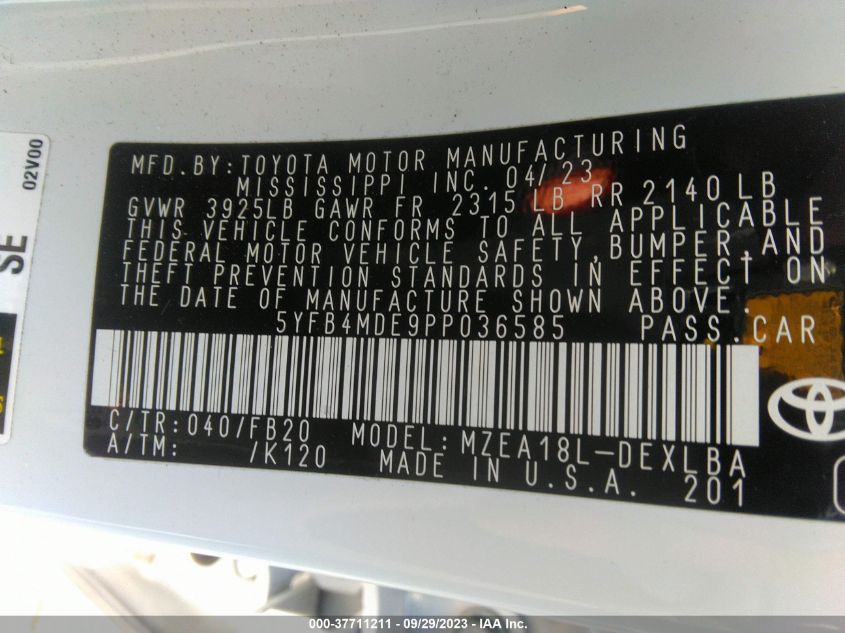 02V00
SE
MFD.BY:TOYOTA MOTOR MANUFACTURING
MISSISSIPPI INC. 04/23
GVWR 3925LB GAWR FR 2315 LB RR 2140 LB
THIS VEHICLE CONFORMS TO ALL APPLICABLE
FEDERAL MOTOR VEHICLE SAFETY,BUMPER,AND
THEFT PREVENTION STANDARDS IN EFFECT ON
THE DATE OF MANUFACTURE SHOWN ABOVE.
5YFB4MDE9PP036585 PASS.CAR
C/TR:040/FB20 MODEL:MZEA18L-DEXLBA
A/TM: /K120 MADE IN U.S.A. 201
000-37711211 - 09/29/2023 - IAA Inc.